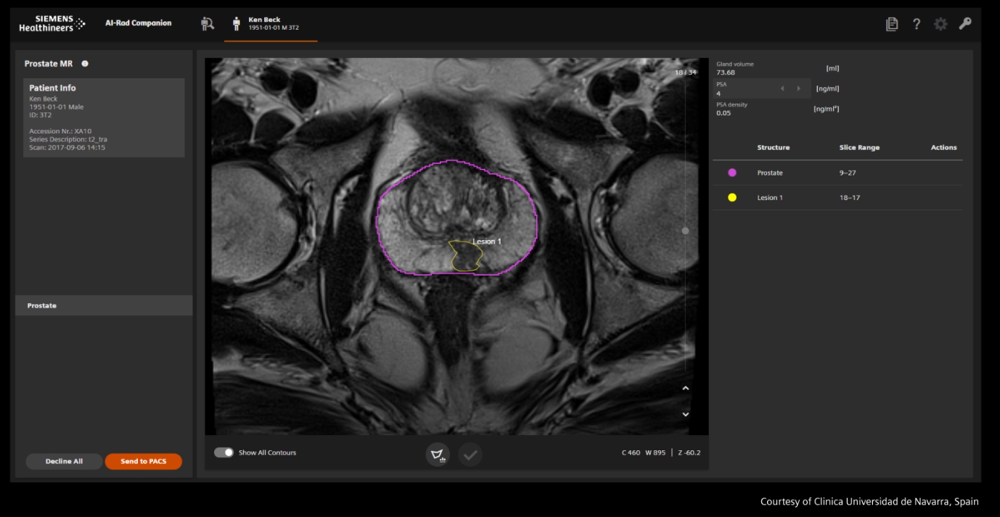 SIEMENS
Healthineers
AI-Rad Companion
Ken Beck
1951-01-01 M 3T2
?
Prostate MR
Patient Info
Ken Beck
1951-01-01 Male
ID: 3T2
Accession Nr.: XA10
Series Description: t2_tra
Scan: 2017-09-06 14:15
Prostate
Decline All
Send to PACS
18 / 34
Lesion 1
Show All Contours
C 460 W 895 | Z -60.2
Gland volume
73.68 [ml]
PSA
4 [ng/ml]
PSA density
0.05 [ng/ml²]
Structure Slice Range Actions
Prostate 9–27
Lesion 1 18–17
Courtesy of Clinica Universidad de Navarra, Spain